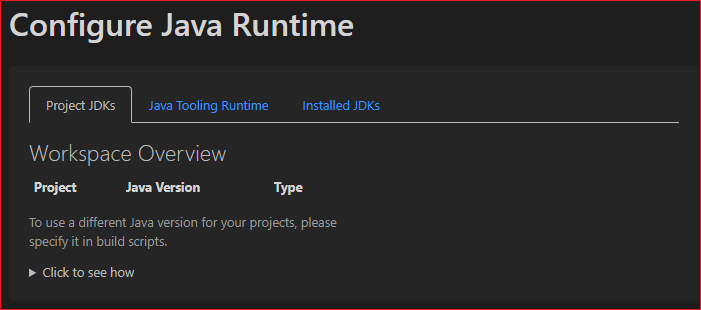 Configure Java Runtime
Project JDKs Java Tooling Runtime Installed JDKs
Workspace Overview
Project Java Version Type
To use a different Java version for your projects, please
specify it in build scripts.
Click to see how